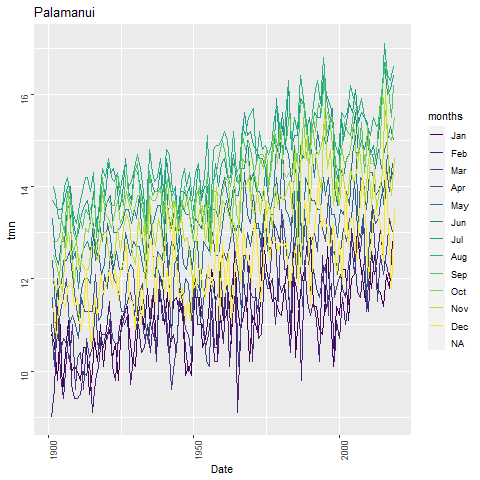 Palamanui
tmn
16
14
12
10
1900
1950
2000
Date
months
Jan
Feb
Mar
Apr
May
Jun
Jul
Aug
Sep
Oct
Nov
Dec
NA